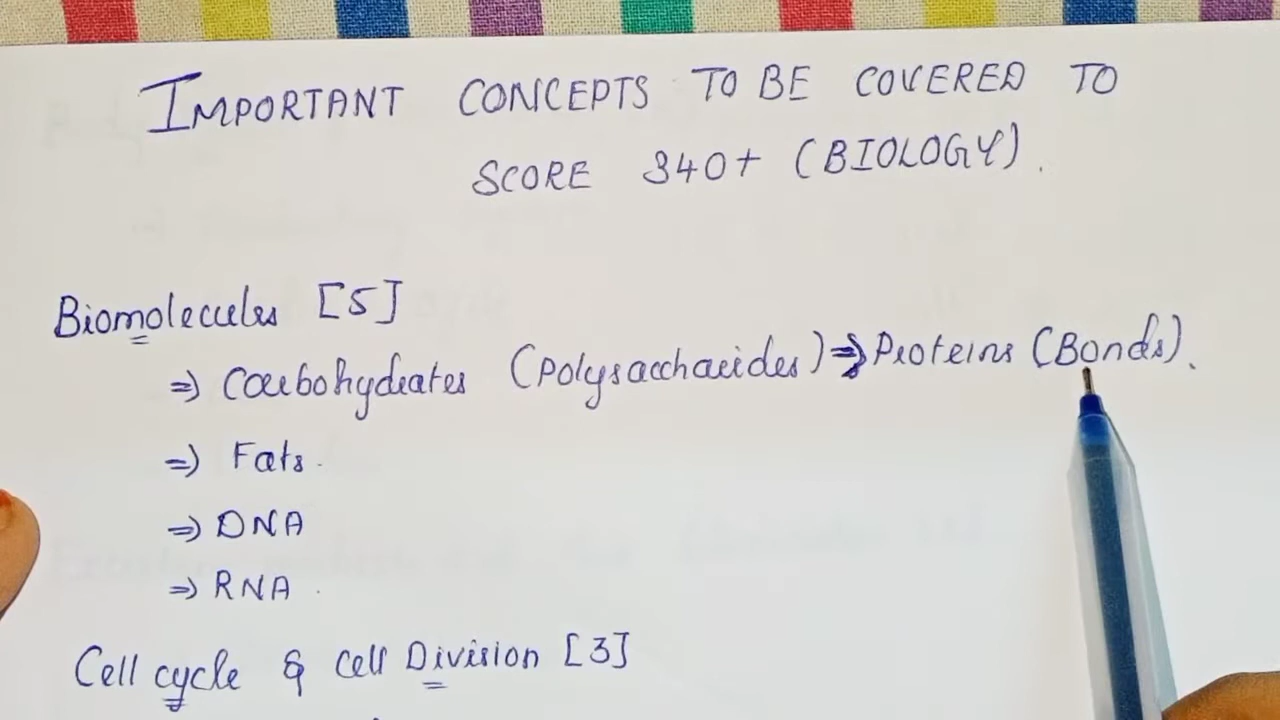 IMPORTANT CONCEPTS TO BE COVERED TO
SCORE 340+ (BIOLOGY).
Biomolecules [5]
⇒ Carbohydrates (Polysaccharides) ⇒ Proteins (Bonds).
⇒ Fats.
⇒ DNA
⇒ RNA.
Cell cycle & Cell Division [3]